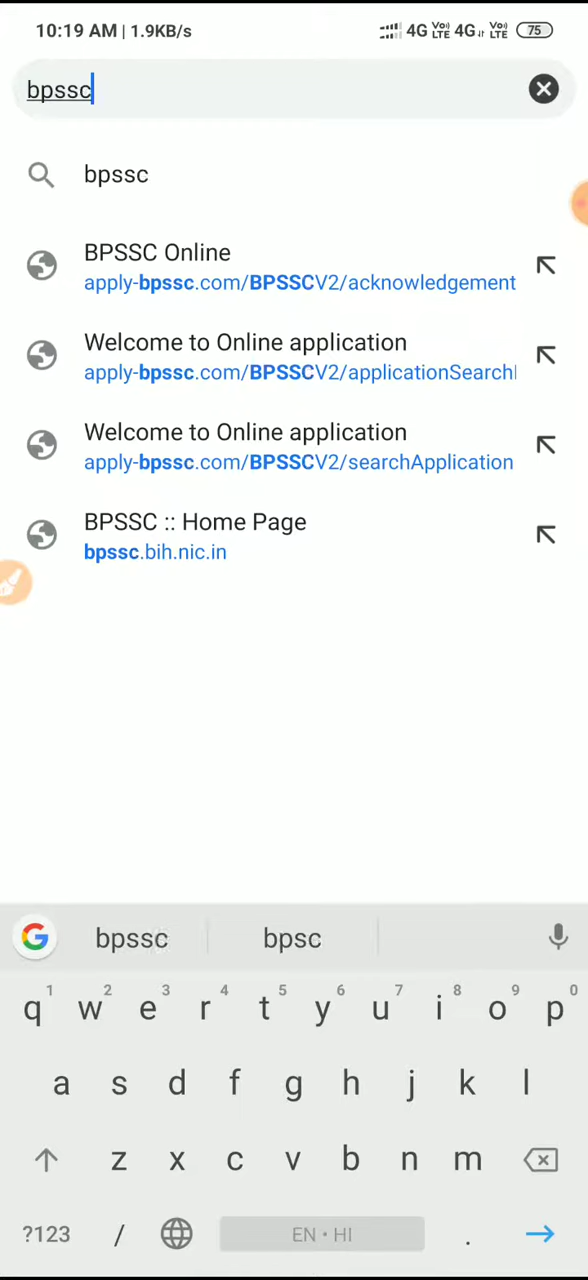 10:19 AM | 1.9KB/s 4G Vo) LTE 4G Vo) LTE 75
bpssc
bpssc
BPSSC Online
apply-bpssc.com/BPSSCV2/acknowledgement
Welcome to Online application
apply-bpssc.com/BPSSCV2/applicationSearch
Welcome to Online application
apply-bpssc.com/BPSSCV2/searchApplication
BPSSC :: Home Page
bpssc.bih.nic.in
bpssc bpsc
1 2 3 4 5 6 7 8 9 0
q w e r t y u i o p
a s d f g h j k l
z x c v b n m
?123 / EN • HI .